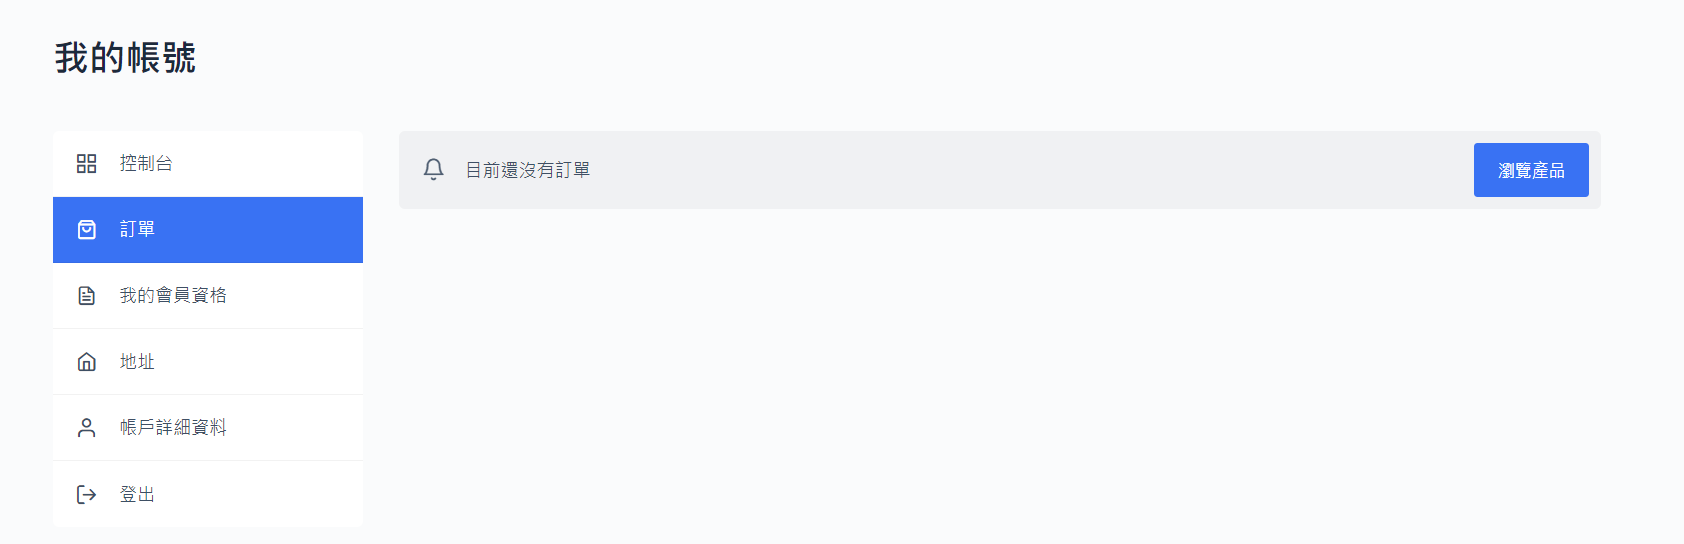 我的帳號
控制台
訂單
我的會員資格
地址
帳戶詳細資料
登出
目前還沒有訂單
瀏覽產品